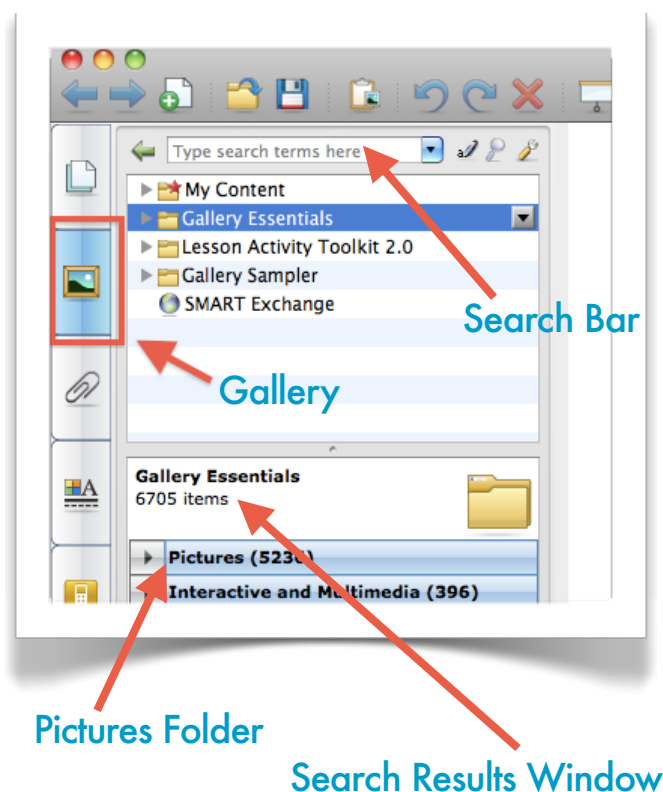 Type search terms here
My Content
Gallery Essentials
Lesson Activity Toolkit 2.0
Gallery Sampler
SMART Exchange
Search Bar
Gallery
Gallery Essentials
6705 items
Pictures (5236)
Interactive and Multimedia (396)
Pictures Folder
Search Results Window